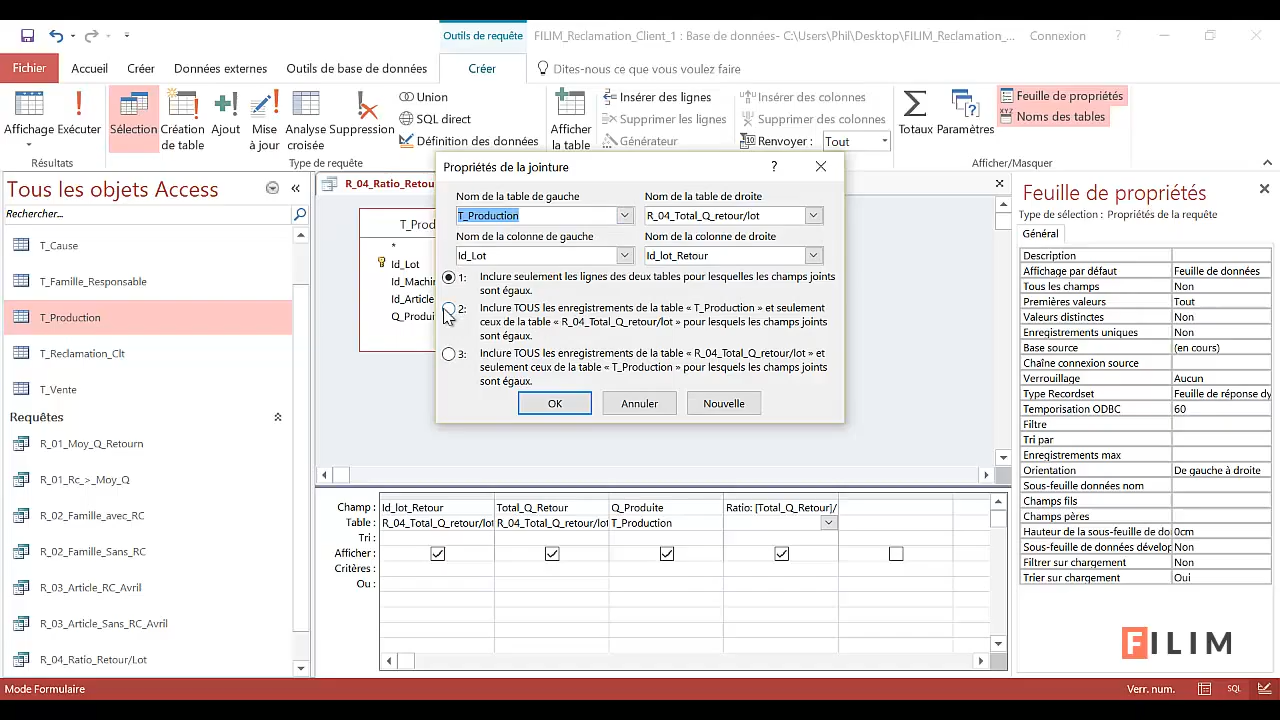 Outils de requête
FILIM_Reclamation_Client_1 : Base de données- C:\Users\Phil\Desktop\FILIM_Reclamation_...
Connexion
?
Fichier
Accueil
Créer
Données externes
Outils de base de données
Créer
Dites-nous ce que vous voulez faire
Affichage
Exécuter
Résultats
Sélection
Création
de table
Ajout
Mise
à jour
Analyse
croisée
Suppression
Union
SQL direct
Définition des données
Type de requête
Afficher
la table
Insérer des lignes
Supprimer les lignes
Générateur
Insérer des colonnes
Supprimer des colonnes
Renvoyer :
Tout
Totaux
Paramètres
Feuille de propriétés
Noms des tables
Afficher/Masquer
Tous les objets Access
Rechercher...
T_Cause
T_Famille_Responsable
T_Production
T_Reclamation_Clt
T_Vente
Requêtes
R_01_Moy_Q_Retourn
R_01_Rc_>_Moy_Q
R_02_Famille_avec_RC
R_02_Famille_Sans_RC
R_03_Article_RC_Avril
R_03_Article_Sans_RC_Avril
R_04_Ratio_Retour/Lot
R_04_Ratio_Retou
T_Prod
*
Id_Lot
Id_Machin
Id_Article
Q_Produi
Propriétés de la jointure
?
Nom de la table de gauche
Nom de la table de droite
T_Production
R_04_Total_Q_retour/lot
Nom de la colonne de gauche
Nom de la colonne de droite
Id_Lot
Id_lot_Retour
1: Inclure seulement les lignes des deux tables pour lesquelles les champs joints
sont égaux.
2: Inclure TOUS les enregistrements de la table « T_Production » et seulement
ceux de la table « R_04_Total_Q_retour/lot » pour lesquels les champs joints
sont égaux.
3: Inclure TOUS les enregistrements de la table « R_04_Total_Q_retour/lot » et
seulement ceux de la table « T_Production » pour lesquels les champs joints
sont égaux.
OK
Annuler
Nouvelle
Champ : Id_lot_Retour Total_Q_Retour Q_Produite Ratio: [Total_Q_Retour]/
Table : R_04_Total_Q_retour/lot R_04_Total_Q_retour/lot T_Production
Tri :
Afficher :
Critères :
Ou :
Feuille de propriétés
Type de sélection : Propriétés de la requête
Général
Description
Affichage par défaut Feuille de données
Tous les champs Non
Premières valeurs Tout
Valeurs distinctes Non
Enregistrements uniques Non
Base source (en cours)
Chaîne connexion source
Verrouillage Aucun
Type Recordset Feuille de réponse dy
Temporisation ODBC 60
Filtre
Tri par
Enregistrements max
Orientation De gauche à droite
Sous-feuille données nom
Champs fils
Champs pères
Hauteur de la sous-feuille de do 0cm
Sous-feuille de données dévelop Non
Filtrer sur chargement Non
Trier sur chargement Oui
FILIM
Mode Formulaire
Verr. num.
SQL